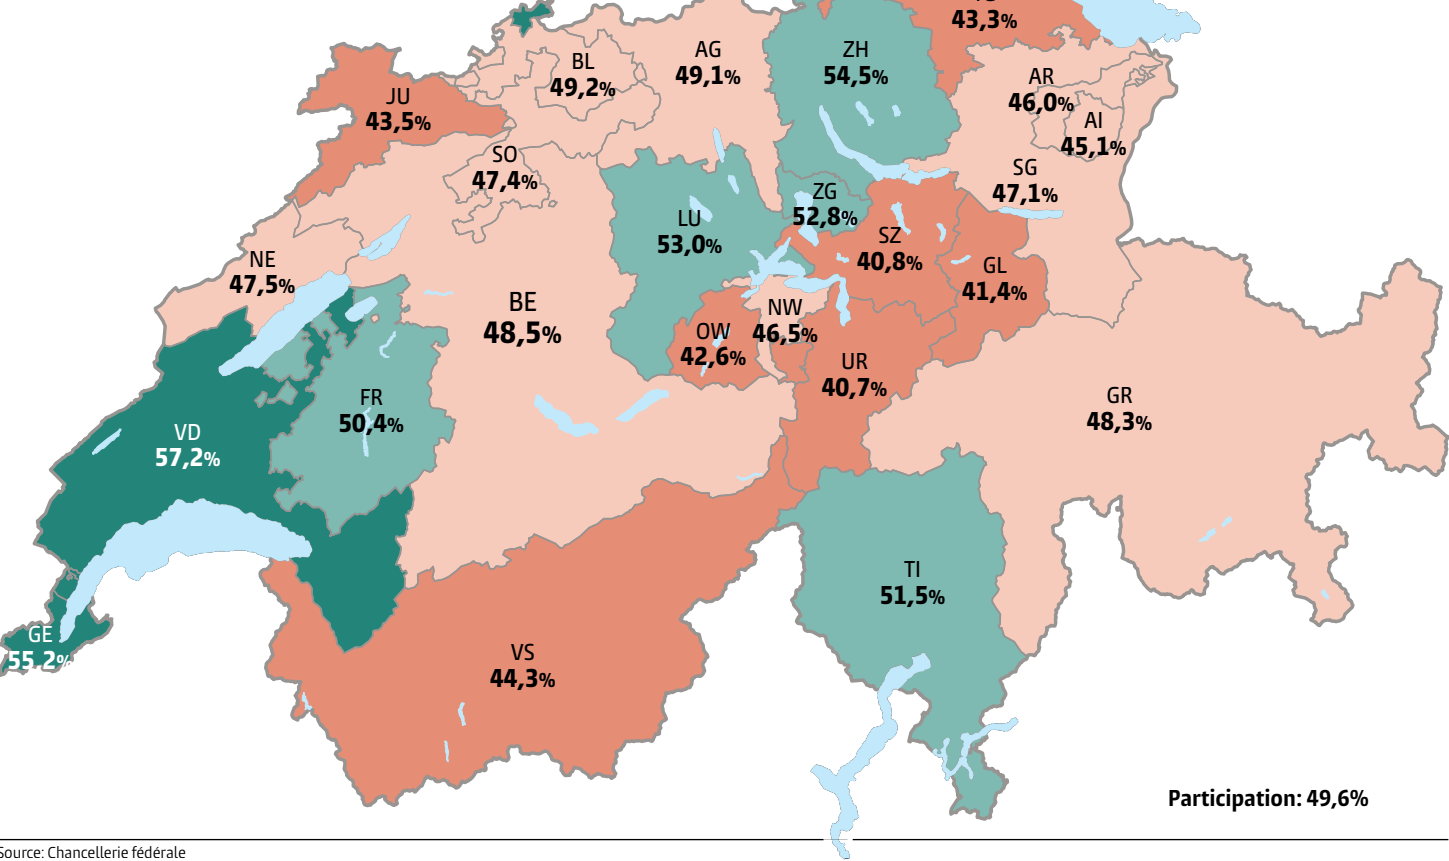 43,3%
BL
49,2%
AG
49,1%
ZH
54,5%
AR
46,0%
AI
45,1%
JU
43,5%
SO
47,4%
SG
47,1%
ZG
52,8%
LU
53,0%
SZ
40,8%
NE
47,5%
GL
41,4%
BE
48,5%
NW
46,5%
OW
42,6%
UR
40,7%
GR
48,3%
FR
50,4%
VD
57,2%
TI
51,5%
GE
55,2%
VS
44,3%
Participation: 49,6%
Source: Chancellerie fédérale